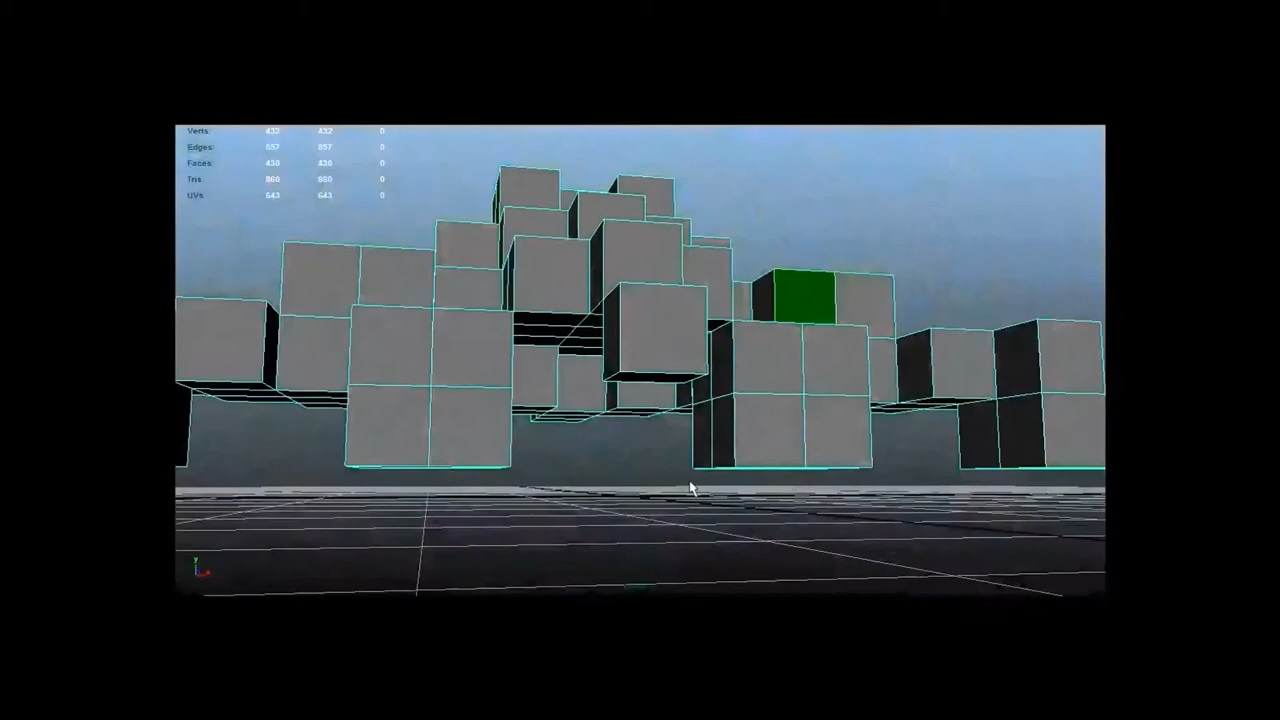 Verts: 432 432 0
Edges: 857 857 0
Faces: 430 430 0
Tris 860 860 0
UVs 643 643 0
y